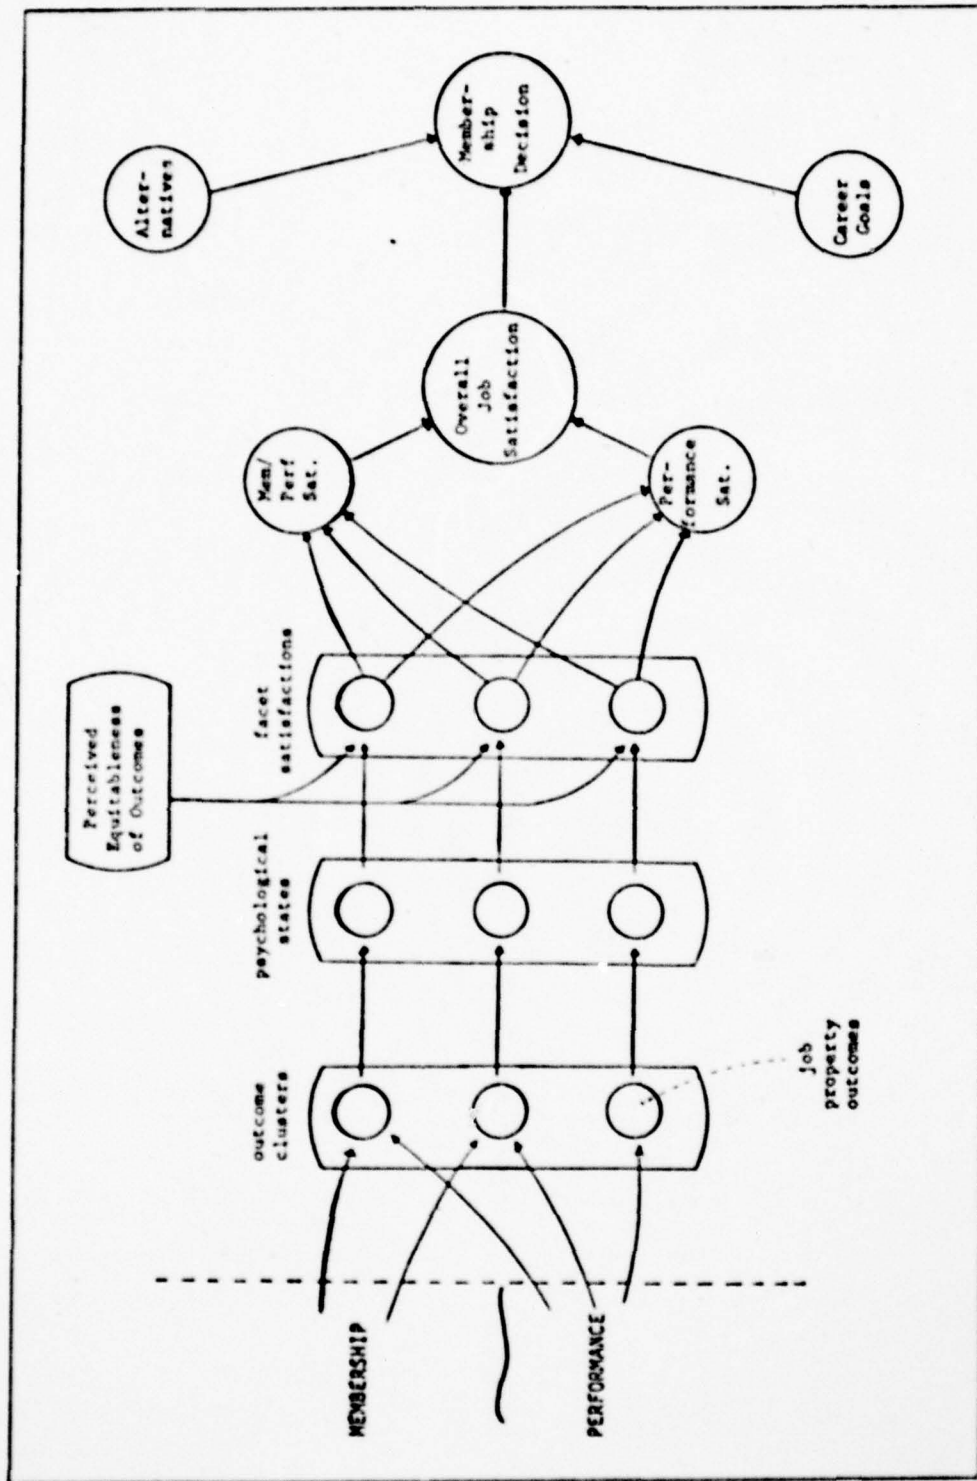 MEMBERSHIP
PERFORMANCE
outcome
clusters
job
property
outcomes
psychological
states
Perceived
Equitableness
of Outcomes
facet
satisfactions
Mem/
Perf
Sat.
Per-
formance
Sat.
Overall
Job
Satisfaction
Alter-
natives
Member-
ship
Decision
Career
Goals